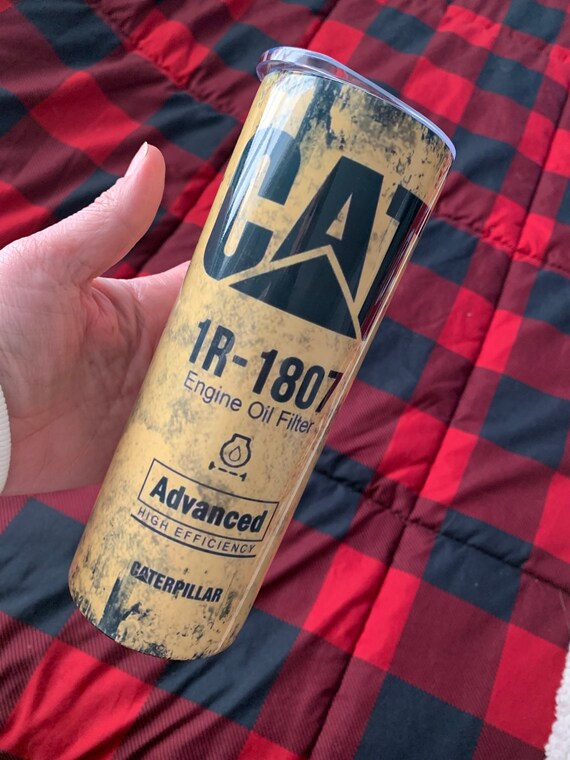 CAT
1R-1807
Engine Oil Filter
Advanced
HIGH EFFICIENCY
CATERPILLAR